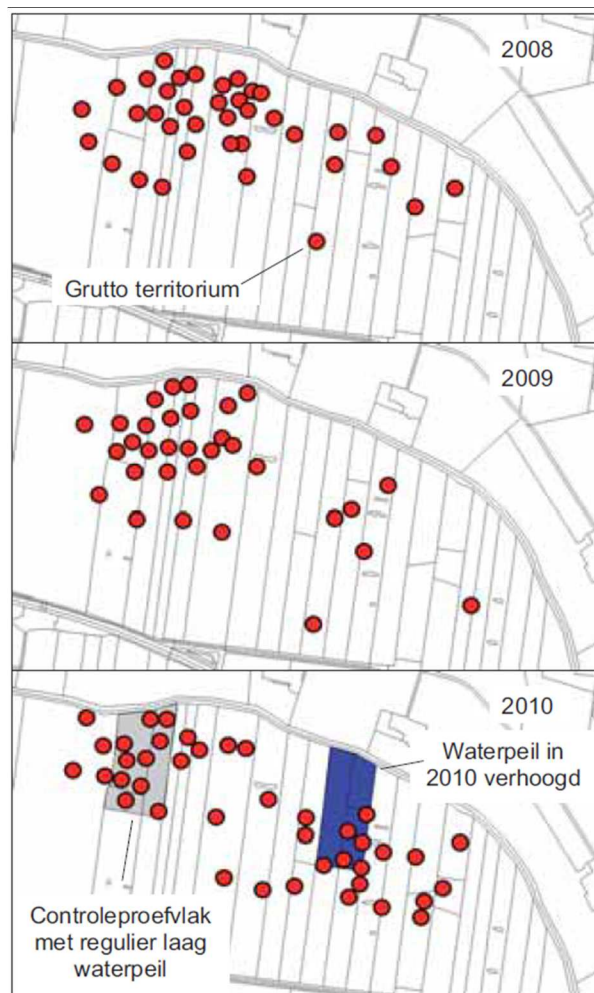 2008
Grutto territorium
2009
2010
Waterpeil in
2010 verhoogd
Controleproefvlak
met regulier laag
waterpeil